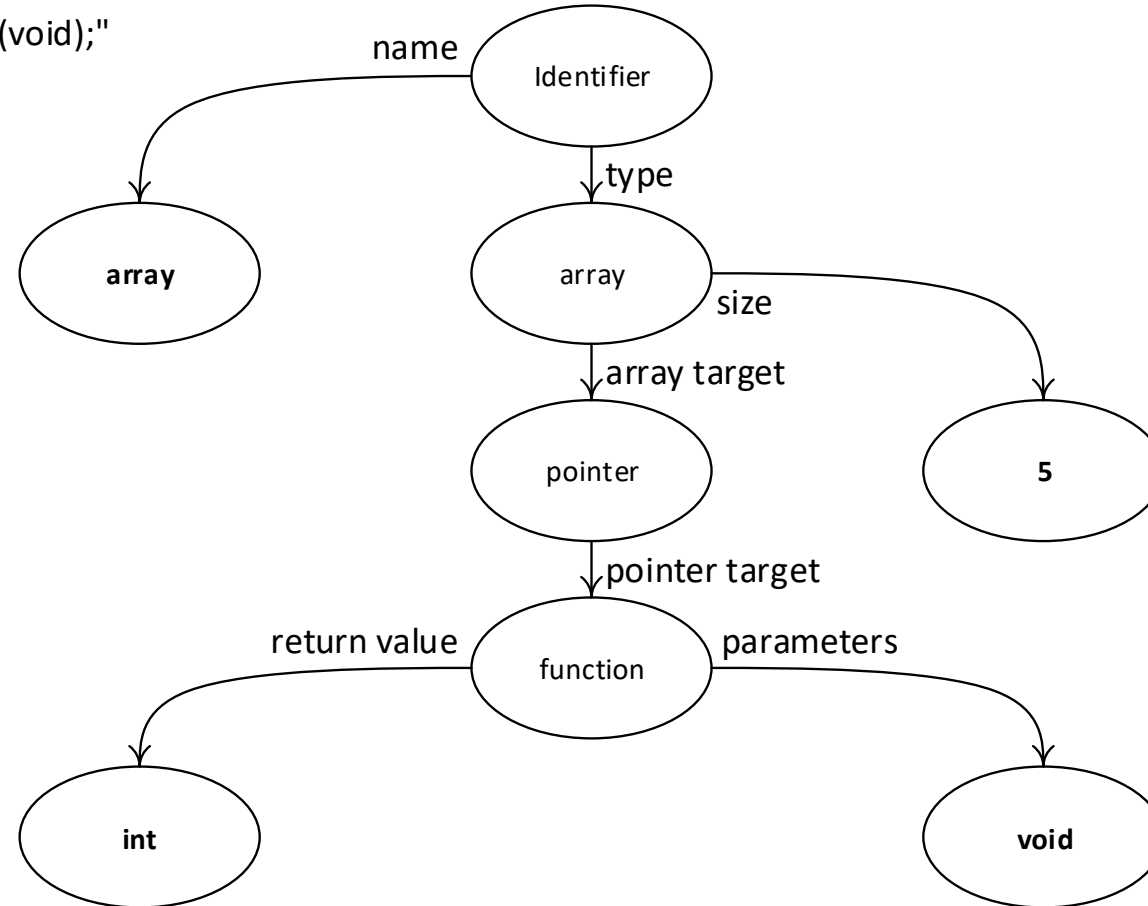 (void);"
name
Identifier
type
array
array
size
array target
pointer
5
pointer target
return value
function
parameters
int
void